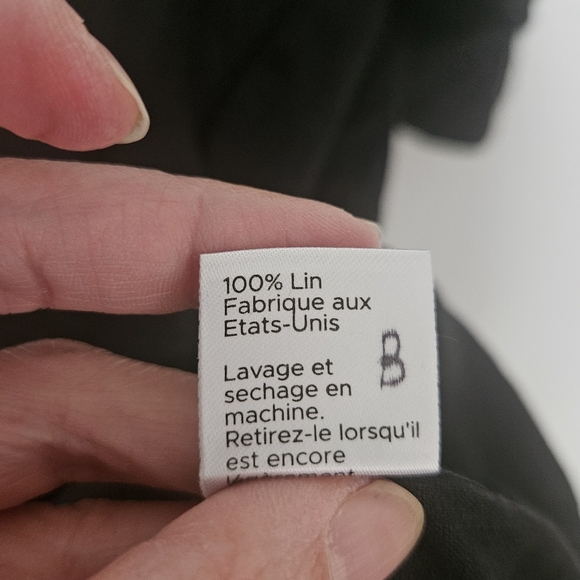 100% Lin
Fabrique aux
Etats-Unis
B
Lavage et
sechage en
machine.
Retirez-le lorsqu'il
est encore